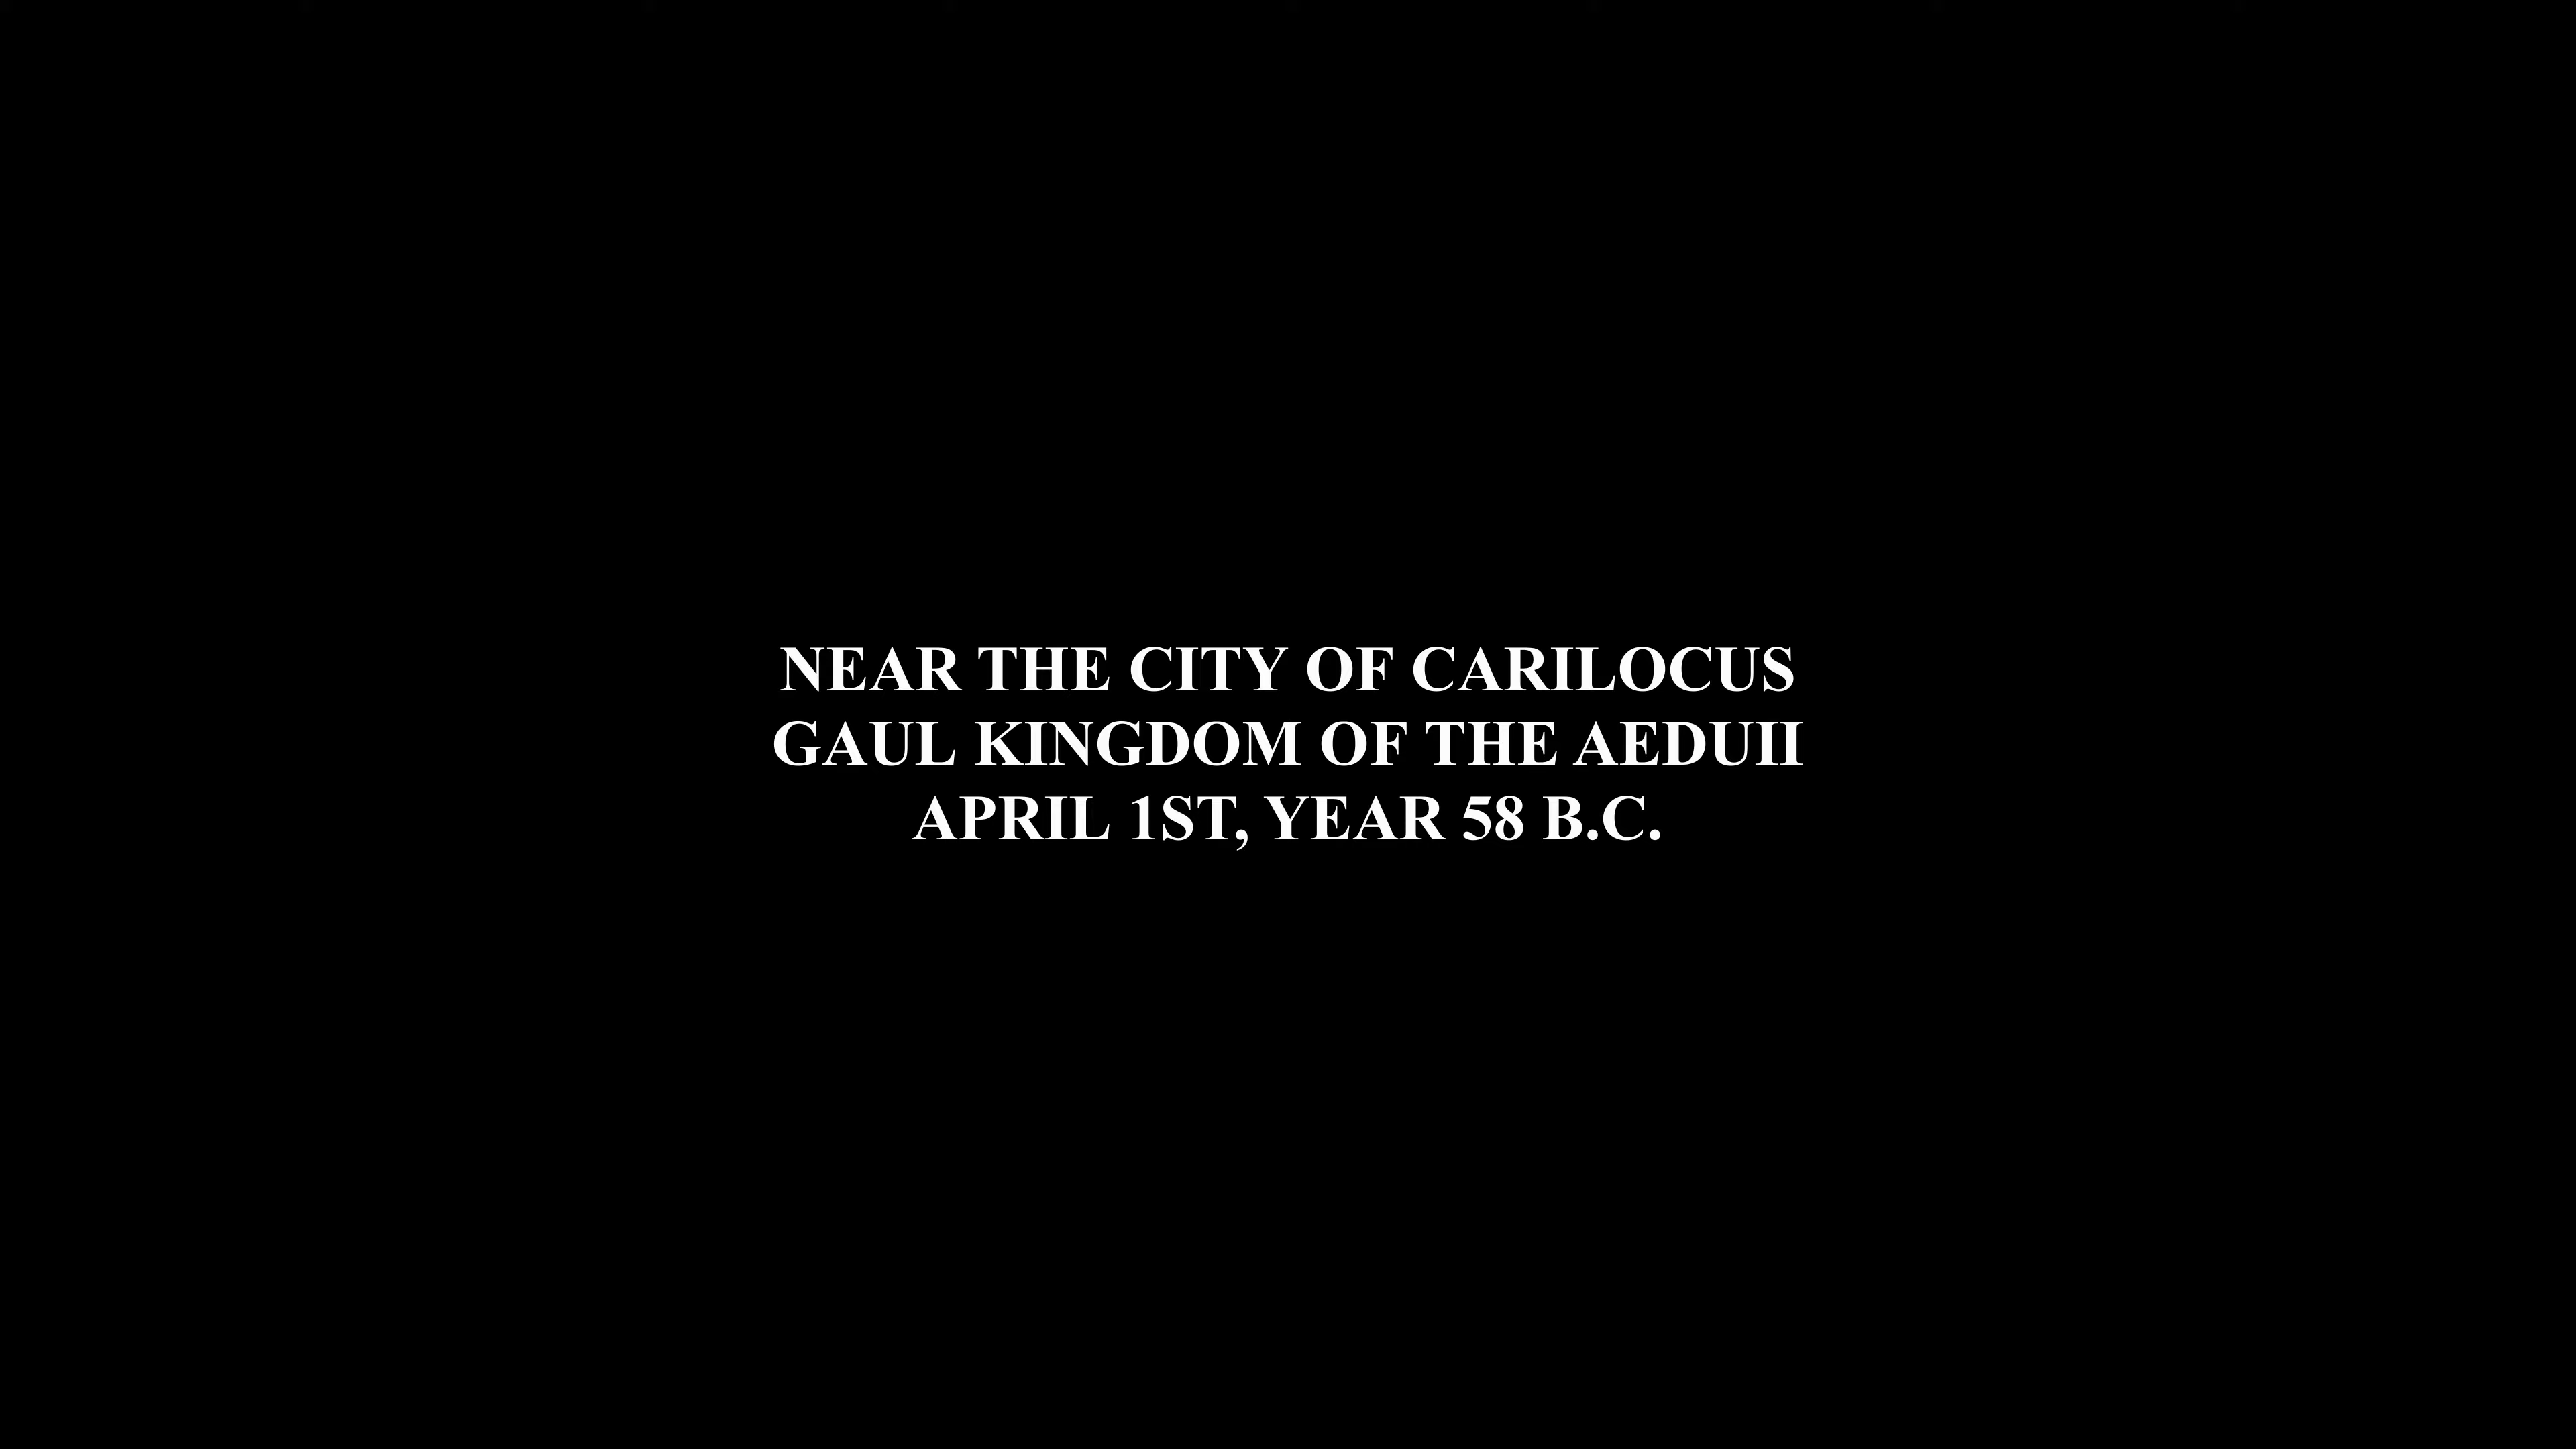 NEAR THE CITY OF CARILOCUS
GAUL KINGDOM OF THE AEDUII
APRIL 1ST, YEAR 58 B.C.